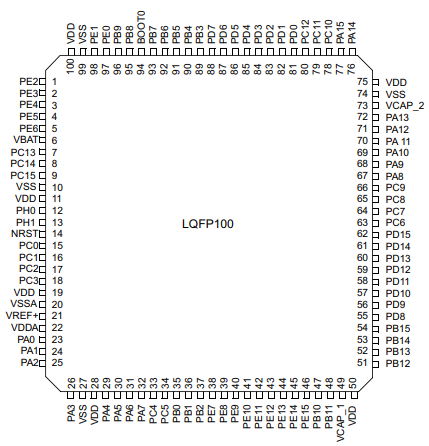 VDD VSS PE1 PE0 PB9 PB8 BOOT0 PB7 PB6 PB5 PB4 PB3 PD7 PD6 PD5 PD4 PD3 PD2 PD1 PD0 PC12 PC11 PC10 PA15 PA14
100 99 98 97 96 95 94 93 92 91 90 89 88 87 86 85 84 83 82 81 80 79 78 77 76
PE2 1 75 VDD
PE3 2 74 VSS
PE4 3 73 VCAP_2
PE5 4 72 PA13
PE6 5 71 PA12
VBAT 6 70 PA 11
PC13 7 69 PA10
PC14 8 68 PA9
PC15 9 67 PA8
VSS 10 66 PC9
VDD 11 65 PC8
PH0 12 64 PC7
PH1 13 63 PC6
NRST 14 LQFP100 62 PD15
PC0 15 61 PD14
PC1 16 60 PD13
PC2 17 59 PD12
PC3 18 58 PD11
VDD 19 57 PD10
VSSA 20 56 PD9
VREF+ 21 55 PD8
VDDA 22 54 PB15
PA0 23 53 PB14
PA1 24 52 PB13
PA2 25 51 PB12
26 27 28 29 30 31 32 33 34 35 36 37 38 39 40 41 42 43 44 45 46 47 48 49 50
PA3 VSS VDD PA4 PA5 PA6 PA7 PC4 PC5 PB0 PB1 PB2 PE7 PE8 PE9 PE10 PE11 PE12 PE13 PE14 PE15 PB10 PB11 VCAP_1 VDD